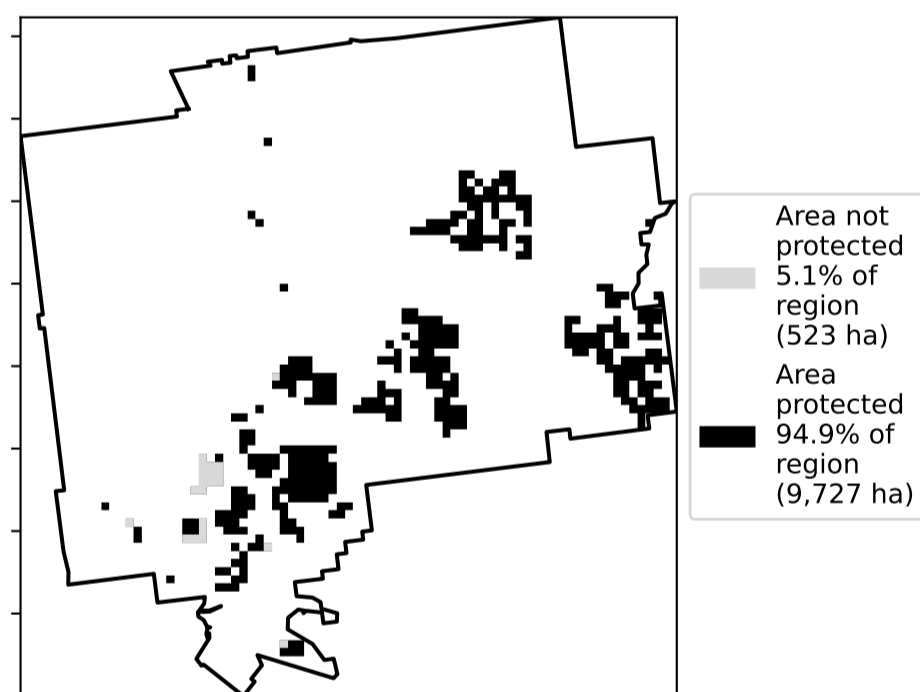 Area not
protected
5.1% of
region
(523 ha)
Area
protected
94.9% of
region
(9,727 ha)